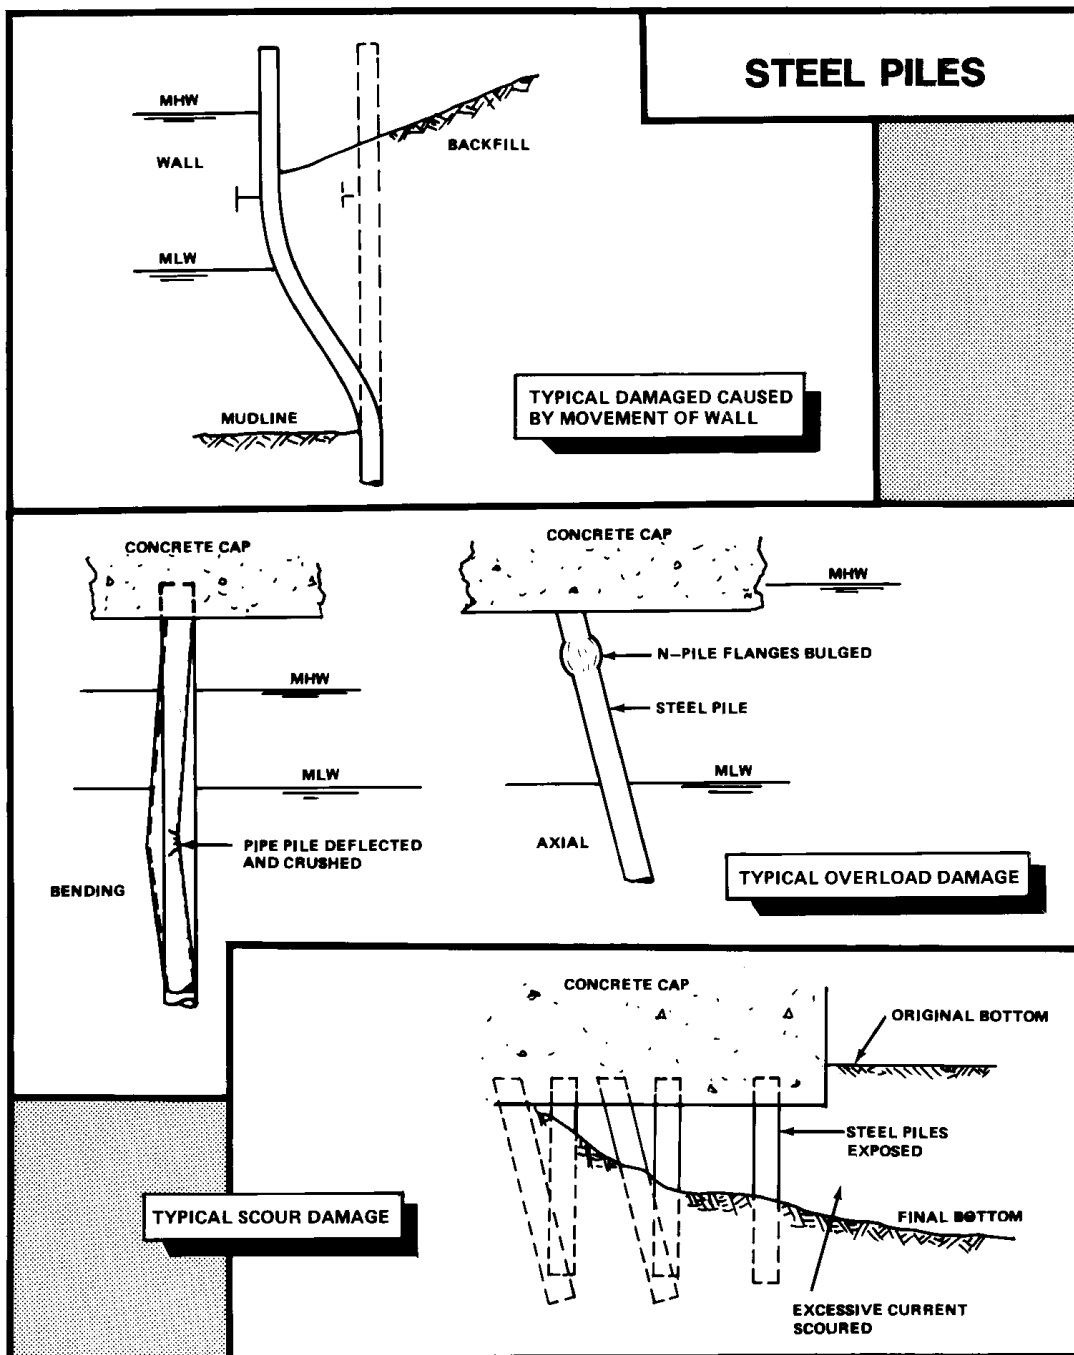 STEEL PILES
MHW
WALL
BACKFILL
MLW
MUDLINE
TYPICAL DAMAGED CAUSED
BY MOVEMENT OF WALL
CONCRETE CAP
MHW
MLW
PIPE PILE DEFLECTED
AND CRUSHED
BENDING
CONCRETE CAP
MHW
N-PILE FLANGES BULGED
STEEL PILE
MLW
AXIAL
TYPICAL OVERLOAD DAMAGE
CONCRETE CAP
ORIGINAL BOTTOM
STEEL PILES
EXPOSED
FINAL BOTTOM
TYPICAL SCOUR DAMAGE
EXCESSIVE CURRENT
SCOURED